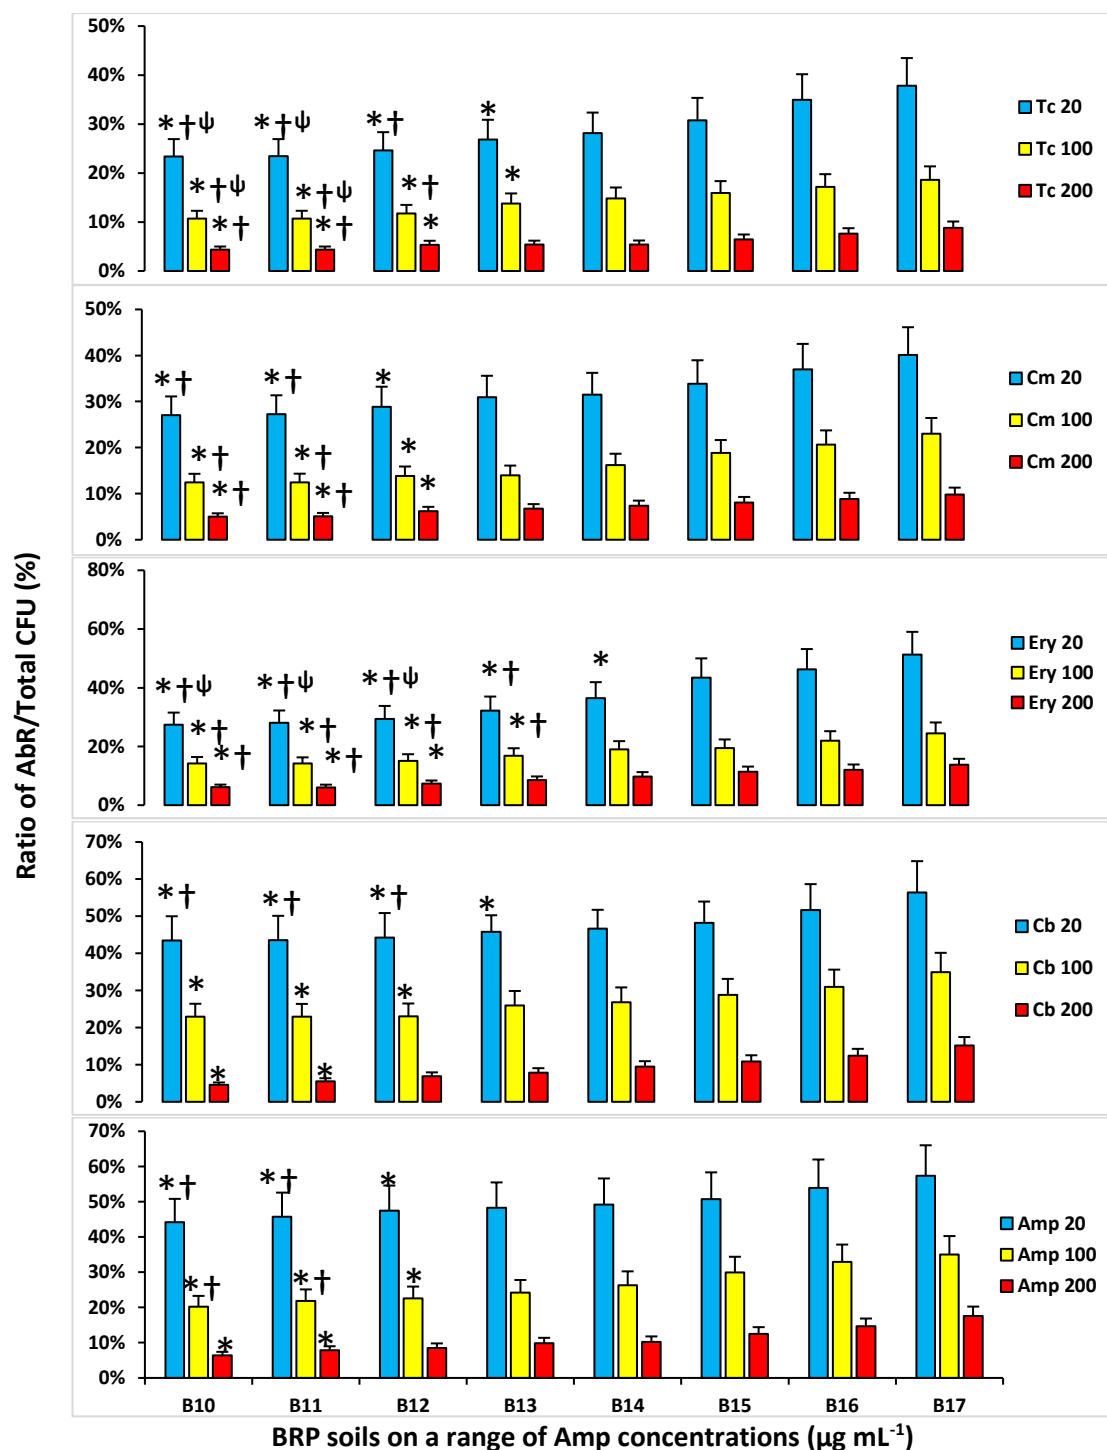 Ratio of AbR/Total CFU (%)
50%
40%
30%
20%
10%
0%
*†ψ *†ψ *† *
*†ψ *†ψ *† *
*† *† *
Tc 20
Tc 100
Tc 200
50%
40%
30%
20%
10%
0%
*† *† *
*† *† *
*† *† *
Cm 20
Cm 100
Cm 200
80%
60%
40%
20%
0%
*†ψ *†ψ *†ψ *† *
*† *† *† *†
*† *† *
Ery 20
Ery 100
Ery 200
70%
60%
50%
40%
30%
20%
10%
0%
*† *† *† *
* * *
* *
Cb 20
Cb 100
Cb 200
70%
60%
50%
40%
30%
20%
10%
0%
*† *† *
*† *† *
* *
Amp 20
Amp 100
Amp 200
B10 B11 B12 B13 B14 B15 B16 B17
BRP soils on a range of Amp concentrations (μg mL⁻¹)